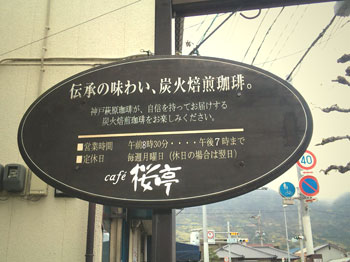 伝承の味わい、炭火焙煎珈琲。
神戸萩原珈琲が、自信を持ってお届けする
炭火焙煎珈琲をお楽しみください。
■営業時間 午前8時30分・・・・午後7時まで
■定休日 毎週月曜日（休日の場合は翌日）
café 桜亭
40